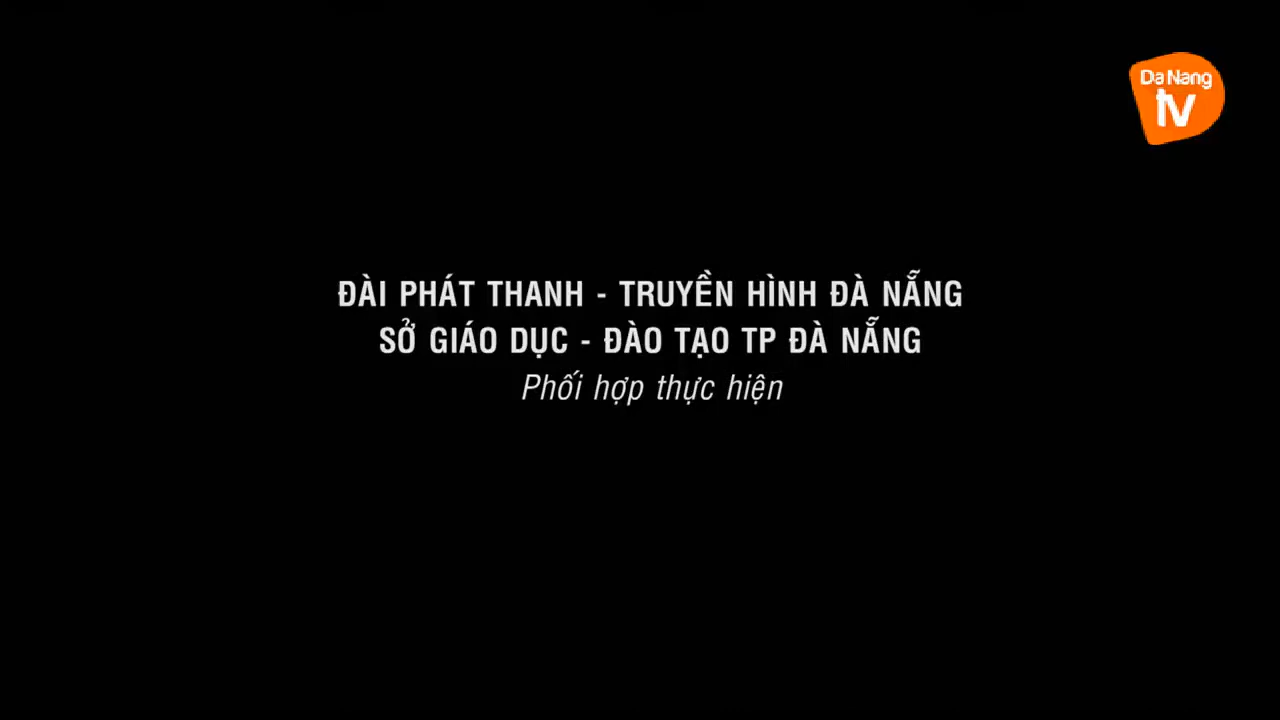 Da Nang
tv
ĐÀI PHÁT THANH - TRUYỀN HÌNH ĐÀ NẴNG
SỞ GIÁO DỤC - ĐÀO TẠO TP ĐÀ NẴNG
Phối hợp thực hiện